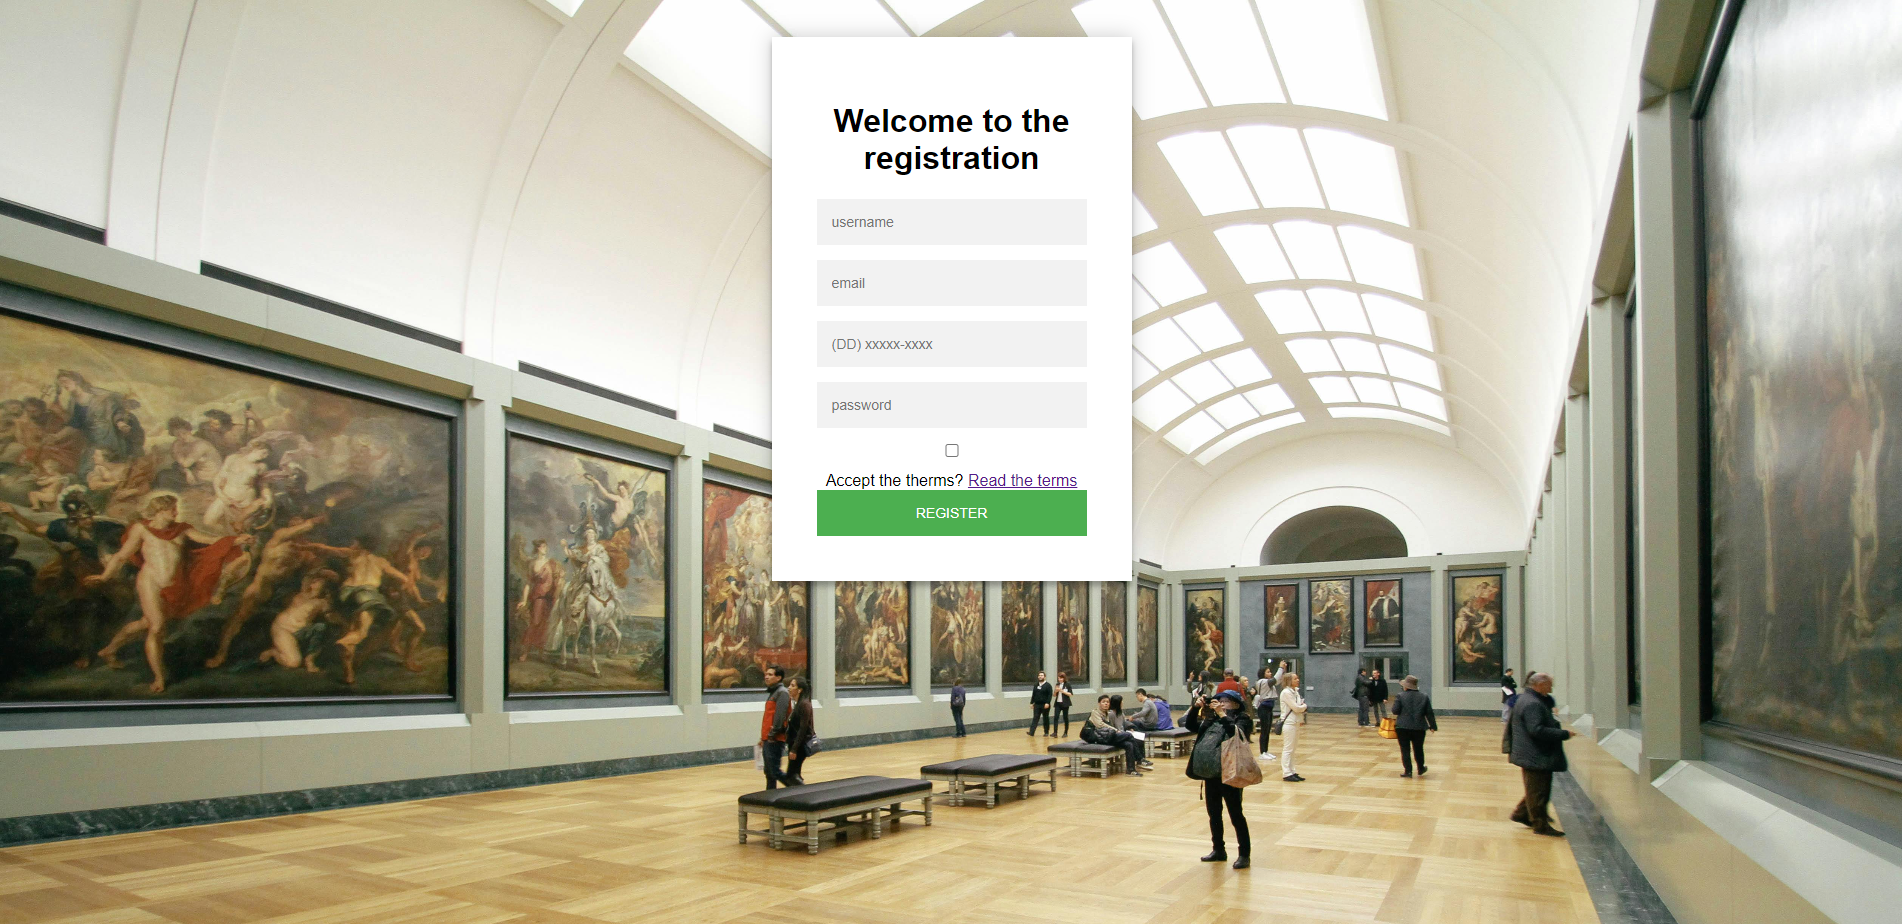 Welcome to the
registration
username
email
(DD) xxxxx-xxxx
password
Accept the therms? Read the terms
REGISTER